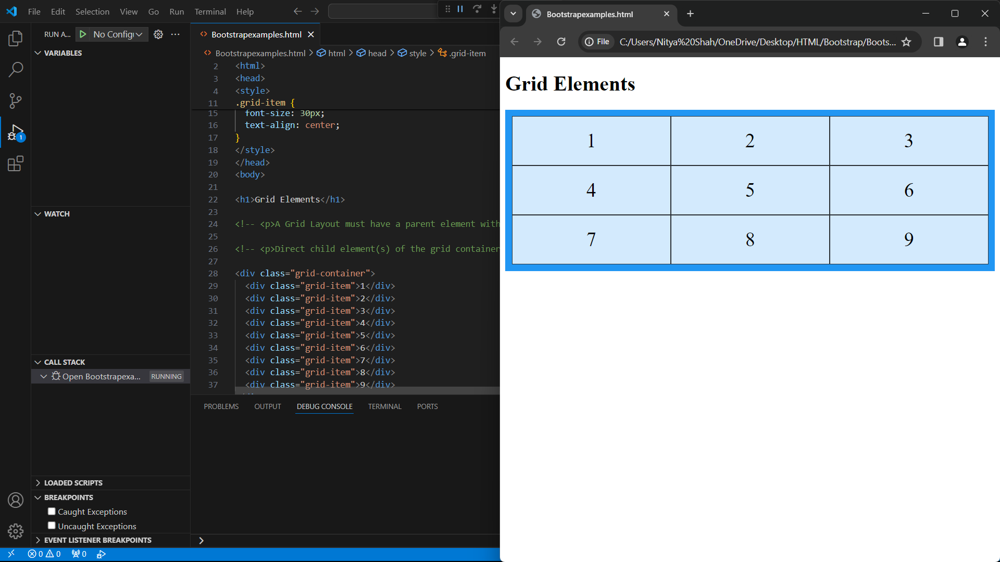 File Edit Selection View Go Run Terminal Help
RUN A... No Config
VARIABLES
WATCH
CALL STACK
Open Bootstrapexa... RUNNING
LOADED SCRIPTS
BREAKPOINTS
Caught Exceptions
Uncaught Exceptions
EVENT LISTENER BREAKPOINTS
1
0 0 0
Bootstrapexamples.html
Bootstrapexamples.html > html > head > style > .grid-item
2 <html>
3 <head>
4 <style>
11 .grid-item {
15 font-size: 30px;
16 text-align: center;
17 }
18 </style>
19 </head>
20 <body>
21
22 <h1>Grid Elements</h1>
23
24 <!-- <p>A Grid Layout must have a parent element with
25
26 <!-- <p>Direct child element(s) of the grid container
27
28 <div class="grid-container">
29 <div class="grid-item">1</div>
30 <div class="grid-item">2</div>
31 <div class="grid-item">3</div>
32 <div class="grid-item">4</div>
33 <div class="grid-item">5</div>
34 <div class="grid-item">6</div>
35 <div class="grid-item">7</div>
36 <div class="grid-item">8</div>
37 <div class="grid-item">9</div>
PROBLEMS OUTPUT DEBUG CONSOLE TERMINAL PORTS
>
Bootstrapexamples.html
File C:/Users/Nitya%20Shah/OneDrive/Desktop/HTML/Bootstrap/Boots...
Grid Elements
1 2 3
4 5 6
7 8 9